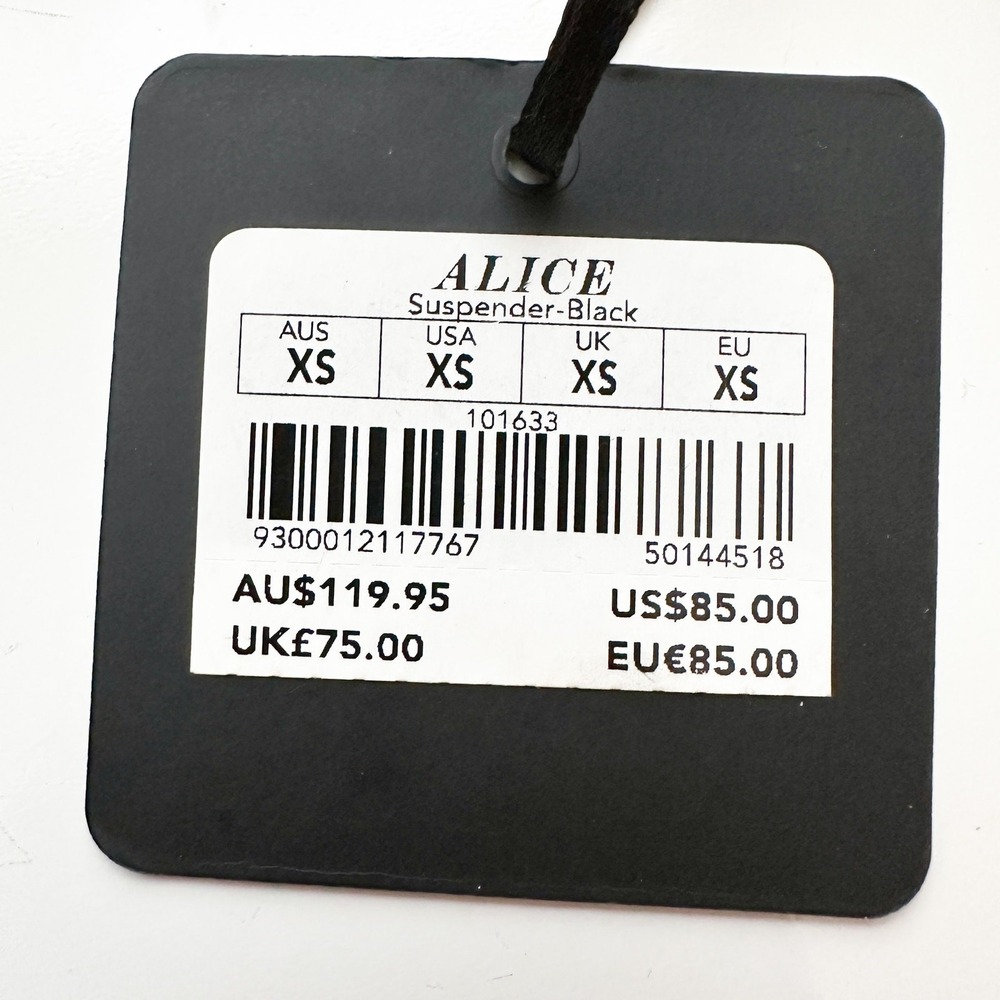 ALICE
Suspender-Black
AUS USA UK EU
XS XS XS XS
101633
9300012117767 50144518
AU$119.95 US$85.00
UK£75.00 EU€85.00